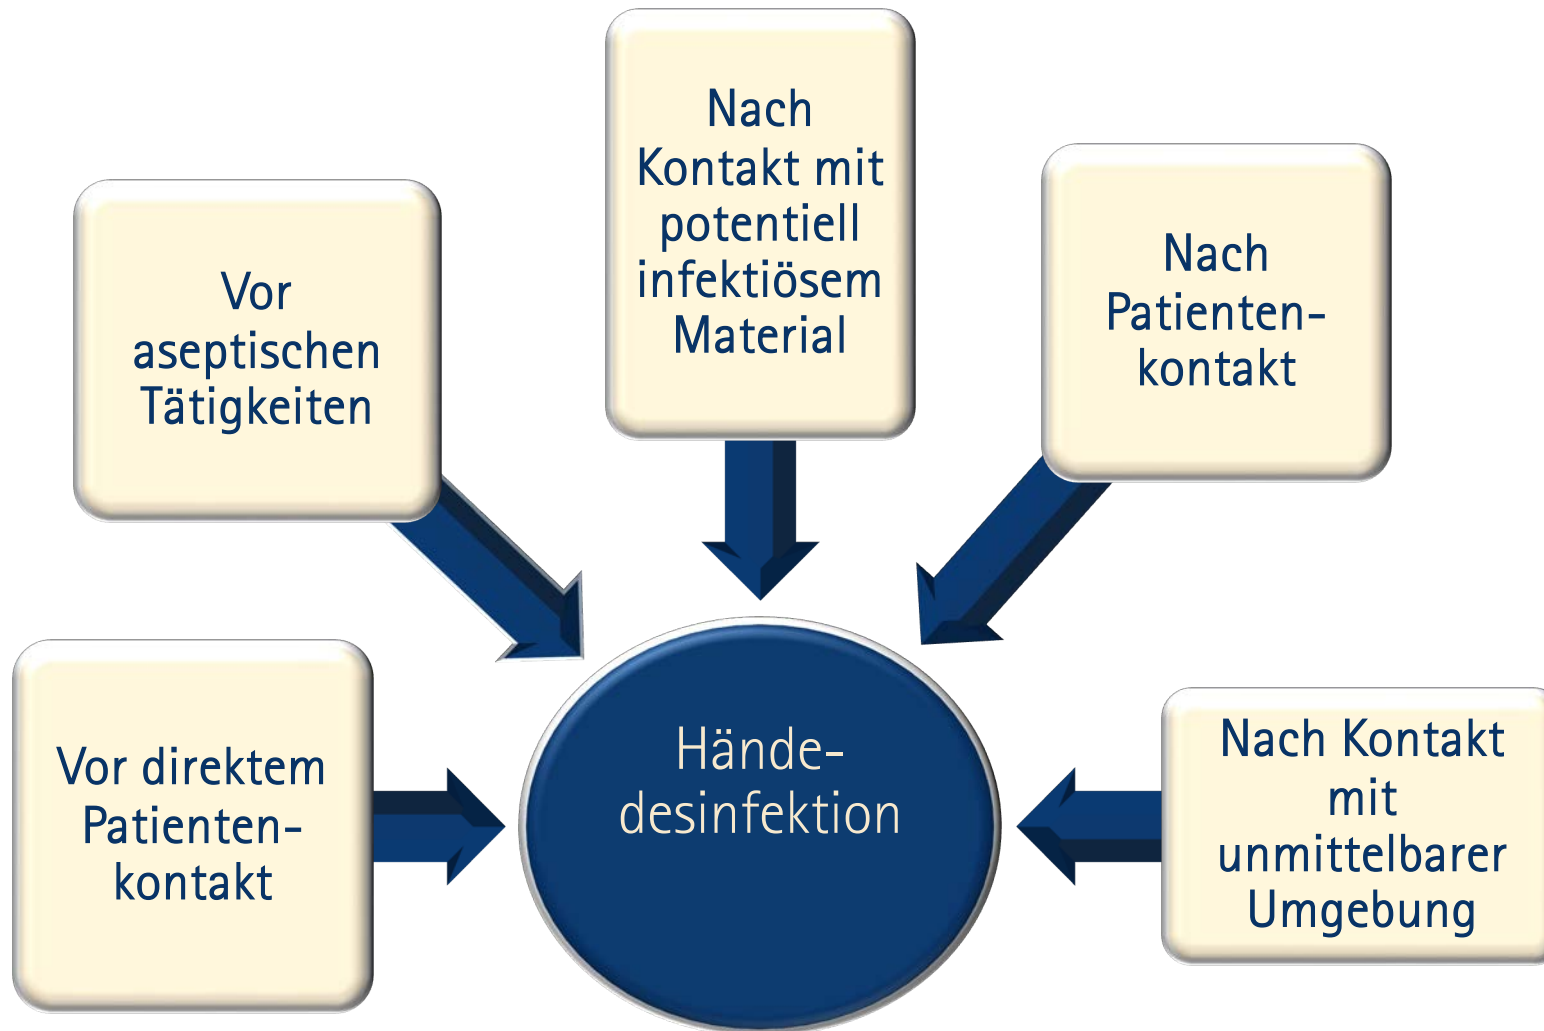 Nach
Kontakt mit
potentiell
infektiösem
Material
Vor
aseptischen
Tätigkeiten
Nach
Patienten-
kontakt
Vor direktem
Patienten-
kontakt
Hände-
desinfektion
Nach Kontakt
mit
unmittelbarer
Umgebung